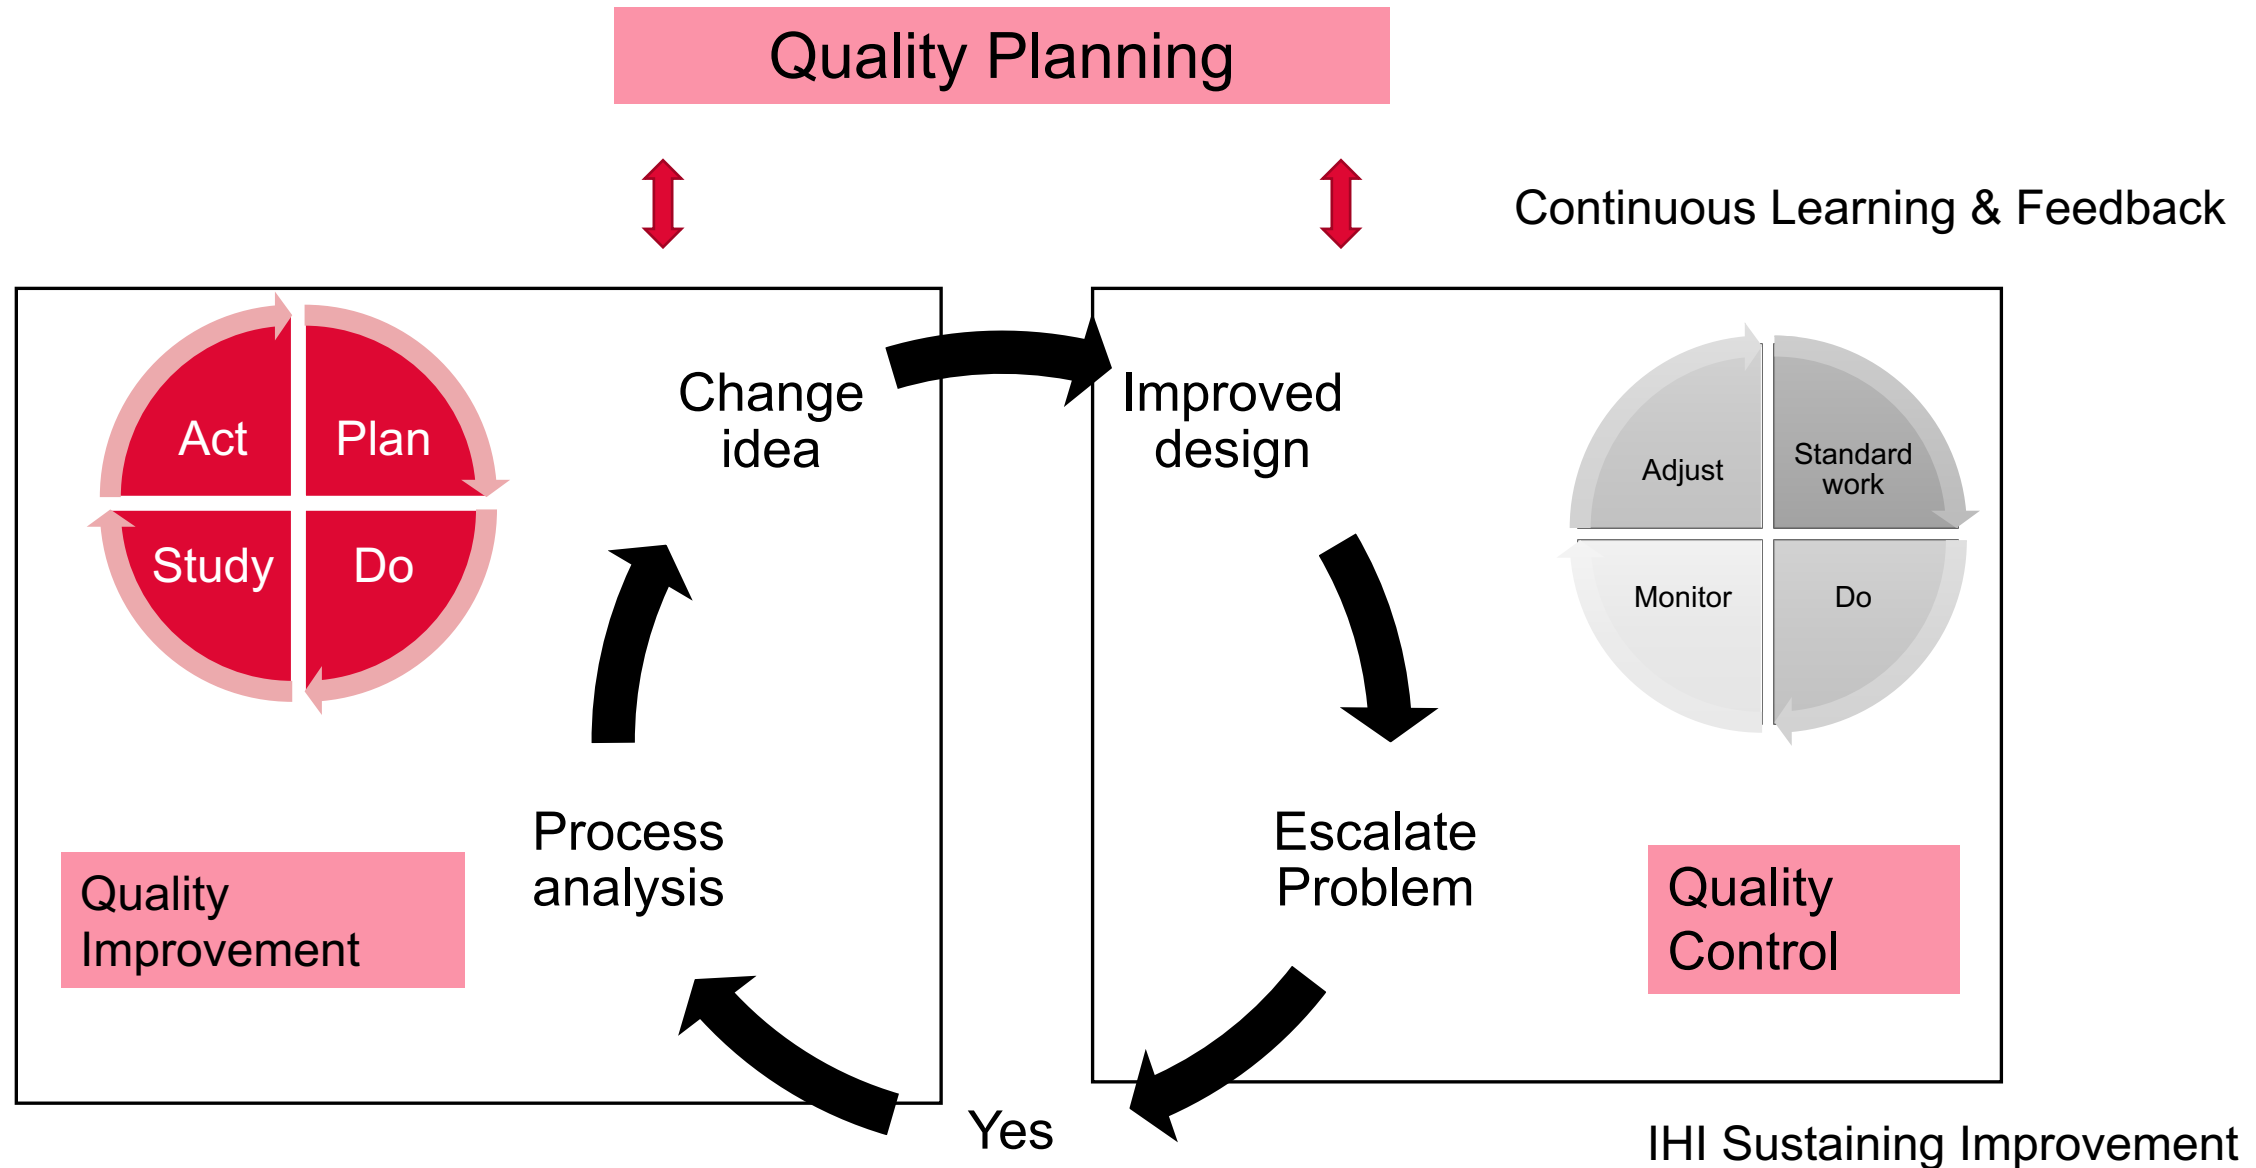 Quality Planning
Continuous Learning & Feedback
Act
Plan
Study
Do
Change
idea
Improved
design
Adjust
Standard
work
Monitor
Do
Process
analysis
Escalate
Problem
Quality
Improvement
Quality
Control
Yes
IHI Sustaining Improvement